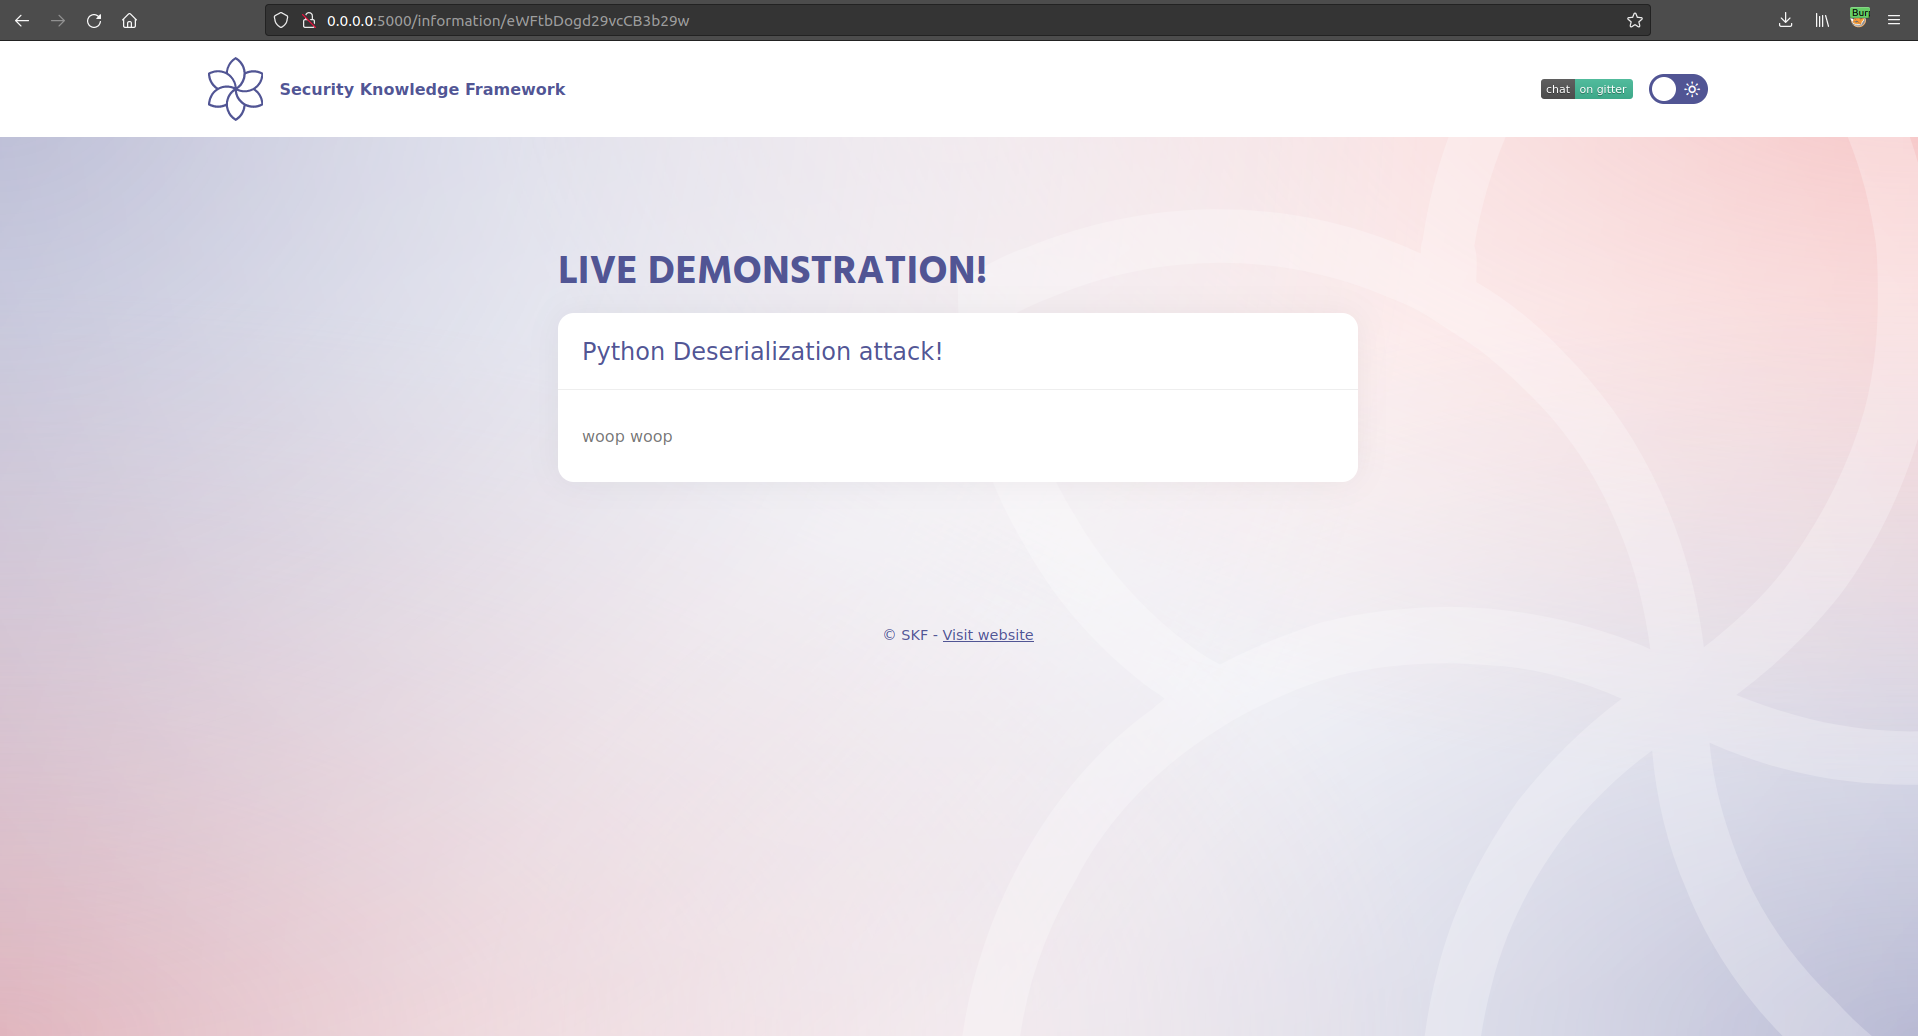 0.0.0.0:5000/information/eWFtbDogd29vcCB3b29w
Bur
Security Knowledge Framework
chat on gitter
LIVE DEMONSTRATION!
Python Deserialization attack!
woop woop
© SKF - Visit website